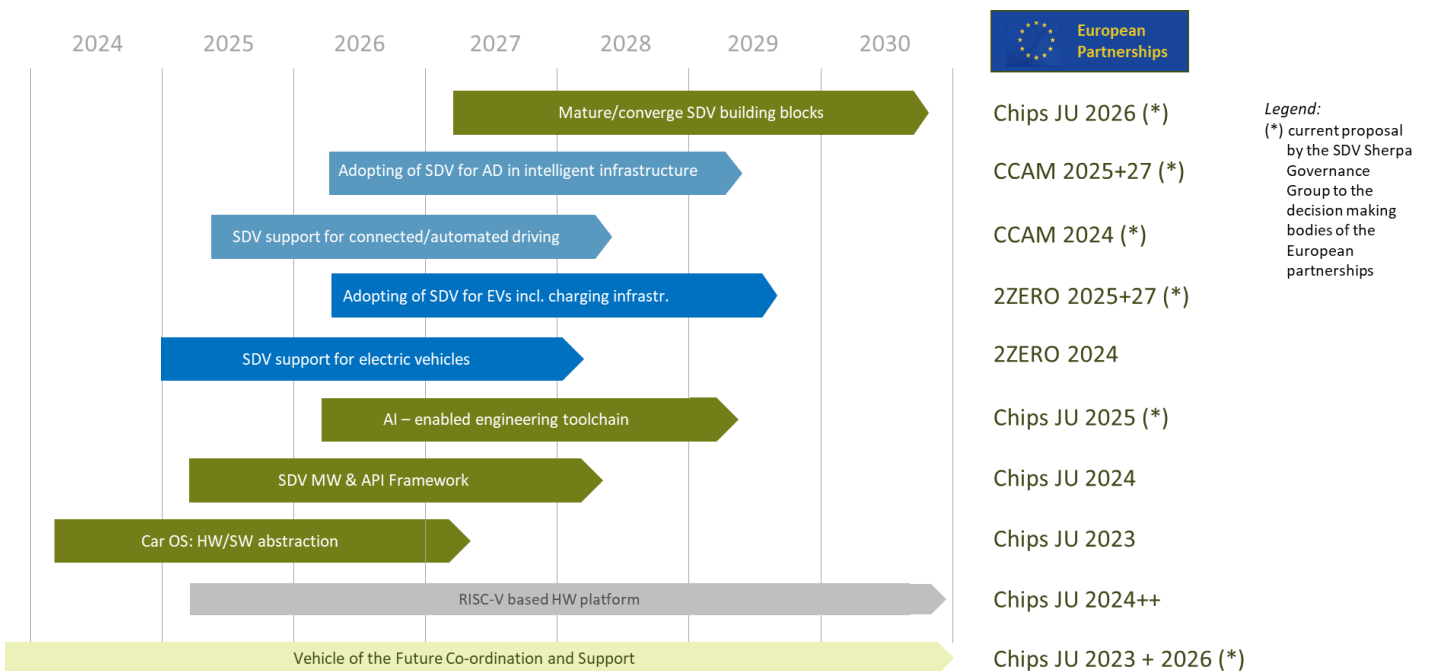 2024 2025 2026 2027 2028 2029 2030
European
Partnerships
Mature/converge SDV building blocks
Chips JU 2026 (*)
Adopting of SDV for AD in intelligent infrastructure
CCAM 2025+27 (*)
SDV support for connected/automated driving
CCAM 2024 (*)
Adopting of SDV for EVs incl. charging infrastr.
2ZERO 2025+27 (*)
SDV support for electric vehicles
2ZERO 2024
AI – enabled engineering toolchain
Chips JU 2025 (*)
SDV MW & API Framework
Chips JU 2024
Car OS: HW/SW abstraction
Chips JU 2023
RISC-V based HW platform
Chips JU 2024++
Vehicle of the Future Co-ordination and Support
Chips JU 2023 + 2026 (*)
Legend:
(*) current proposal
by the SDV Sherpa
Governance
Group to the
decision making
bodies of the
European
partnerships